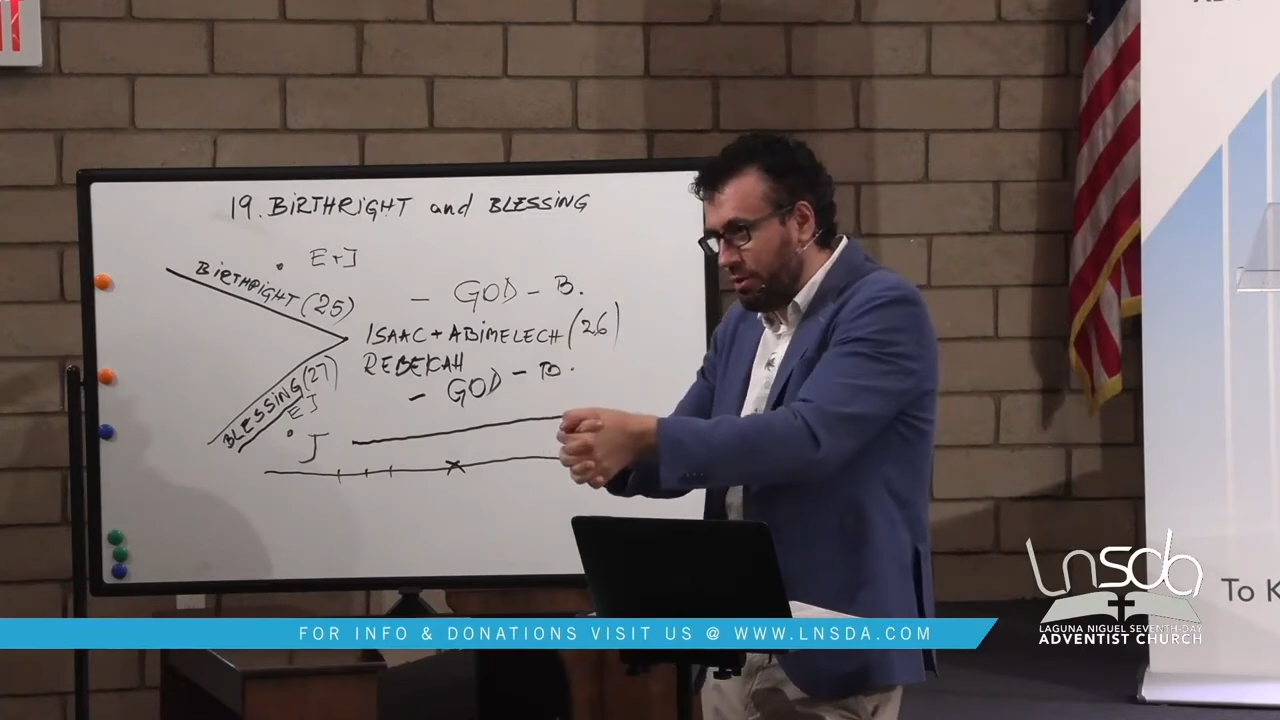 19. BIRTHRIGHT and BLESSING
E+J
BIRTHRIGHT (25)
- GOD - B.
ISAAC + ABIMELECH (26)
REBEKAH
- GOD - B.
BLESSING (27)
E J
J
FOR INFO & DONATIONS VISIT US @ WWW.LNSDA.COM
Lnsda
LAGUNA NIGUEL SEVENTH-DAY
ADVENTIST CHURCH
To K